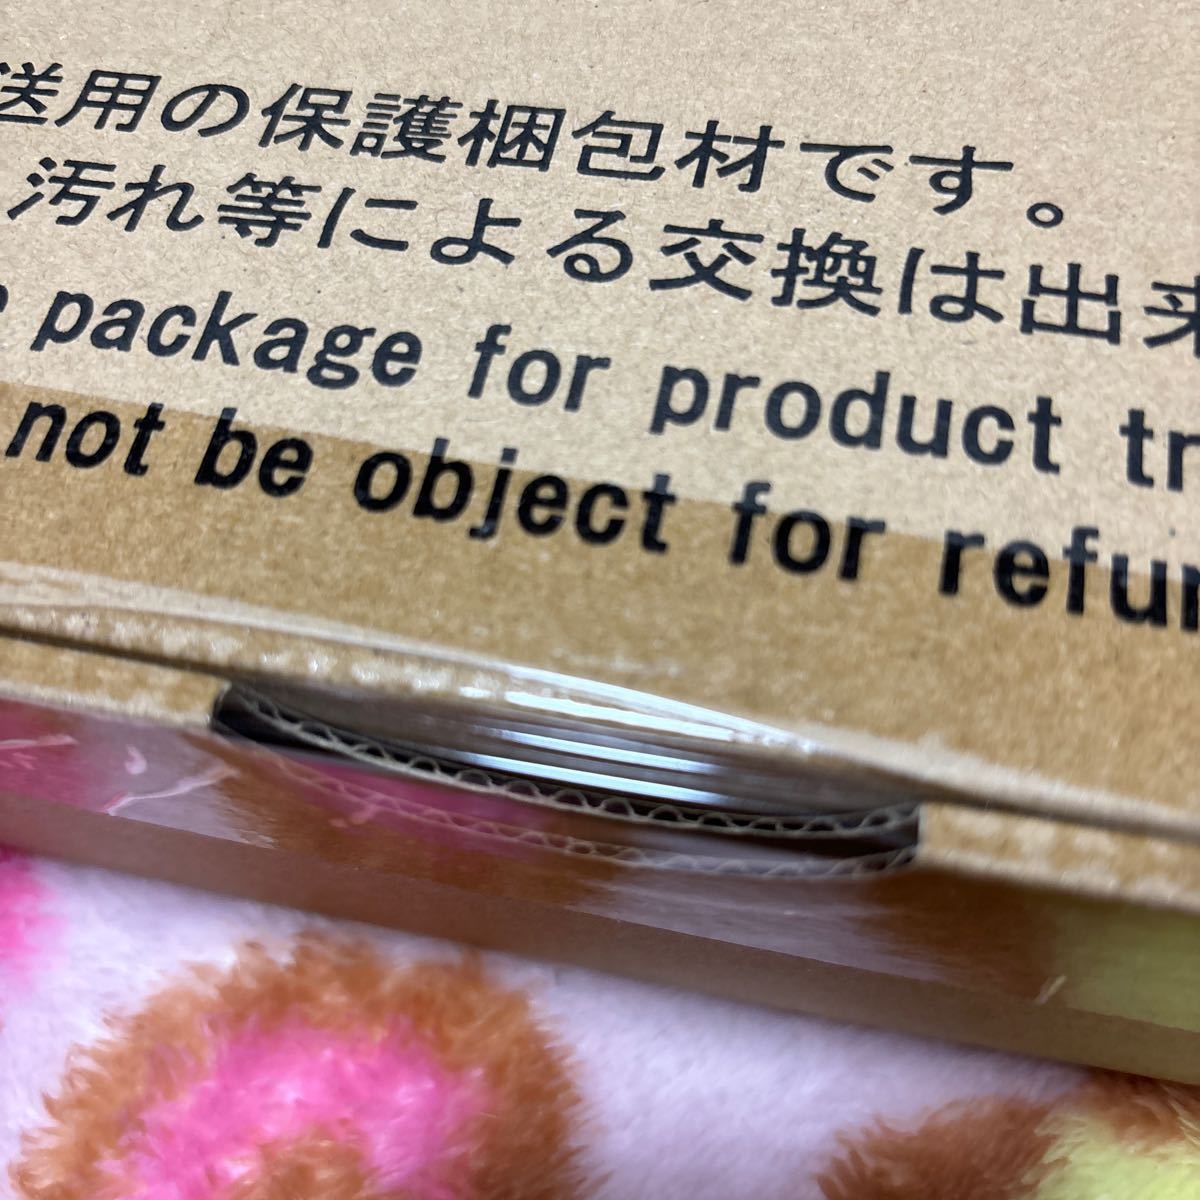 送用の保護梱包材です。
汚れ等による交換は出来
package for product tr
not be object for refun